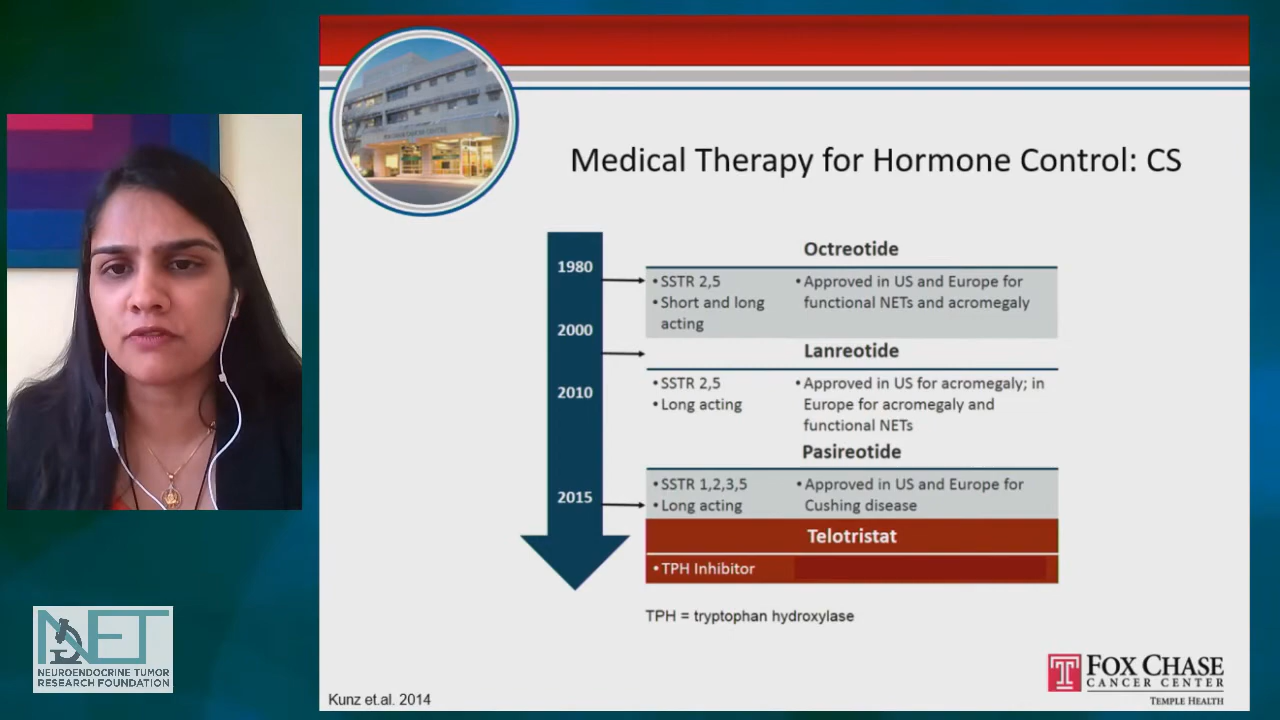 FOX CHASE CANCER CENTER
Medical Therapy for Hormone Control: CS
1980
2000
2010
2015
Octreotide
• SSTR 2,5
• Short and long
acting
• Approved in US and Europe for
functional NETs and acromegaly
Lanreotide
• SSTR 2,5
• Long acting
• Approved in US for acromegaly; in
Europe for acromegaly and
functional NETs
Pasireotide
• SSTR 1,2,3,5
• Long acting
• Approved in US and Europe for
Cushing disease
Telotristat
• TPH Inhibitor
TPH = tryptophan hydroxylase
NET
NEUROENDOCRINE TUMOR
RESEARCH FOUNDATION
Kunz et.al. 2014
FOX CHASE
CANCER CENTER
TEMPLE HEALTH